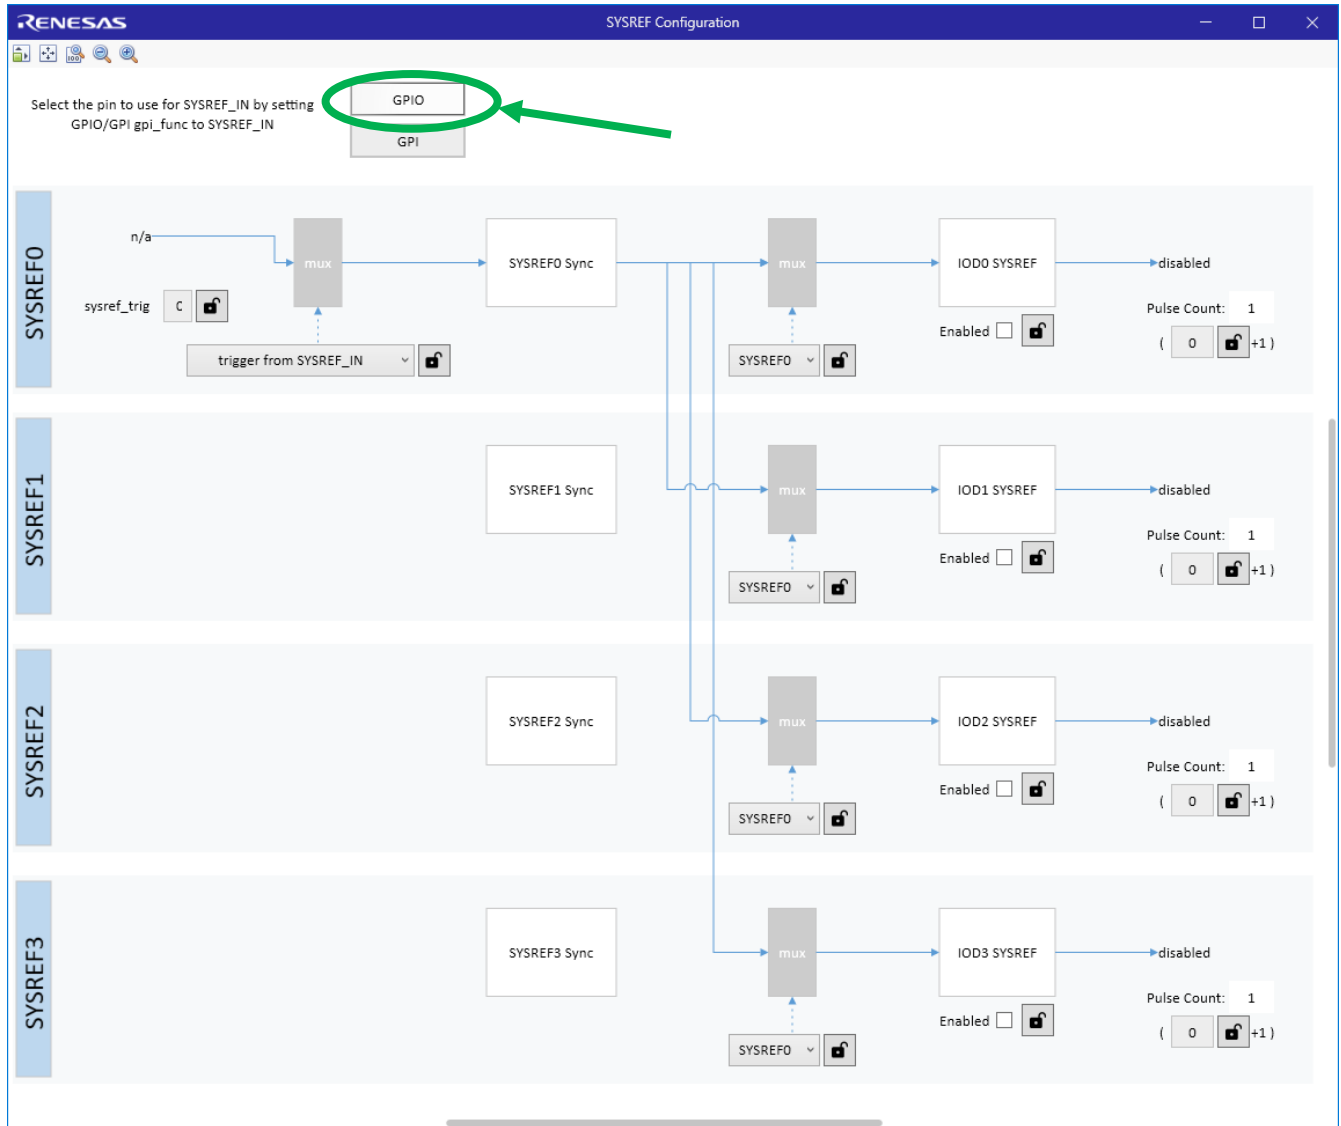 RENESAS
SYSREF Configuration
100
Select the pin to use for SYSREF_IN by setting
GPIO/GPI gpi_func to SYSREF_IN
GPIO
GPI
SYSREF0
n/a
mux
SYSREF0 Sync
mux
IOD0 SYSREF
disabled
sysref_trig
Enabled
Pulse Count: 1
trigger from SYSREF_IN
SYSREF0
( 0 +1 )
SYSREF1
SYSREF1 Sync
mux
IOD1 SYSREF
disabled
Enabled
Pulse Count: 1
SYSREF0
( 0 +1 )
SYSREF2
SYSREF2 Sync
mux
IOD2 SYSREF
disabled
Enabled
Pulse Count: 1
SYSREF0
( 0 +1 )
SYSREF3
SYSREF3 Sync
mux
IOD3 SYSREF
disabled
Enabled
Pulse Count: 1
SYSREF0
( 0 +1 )